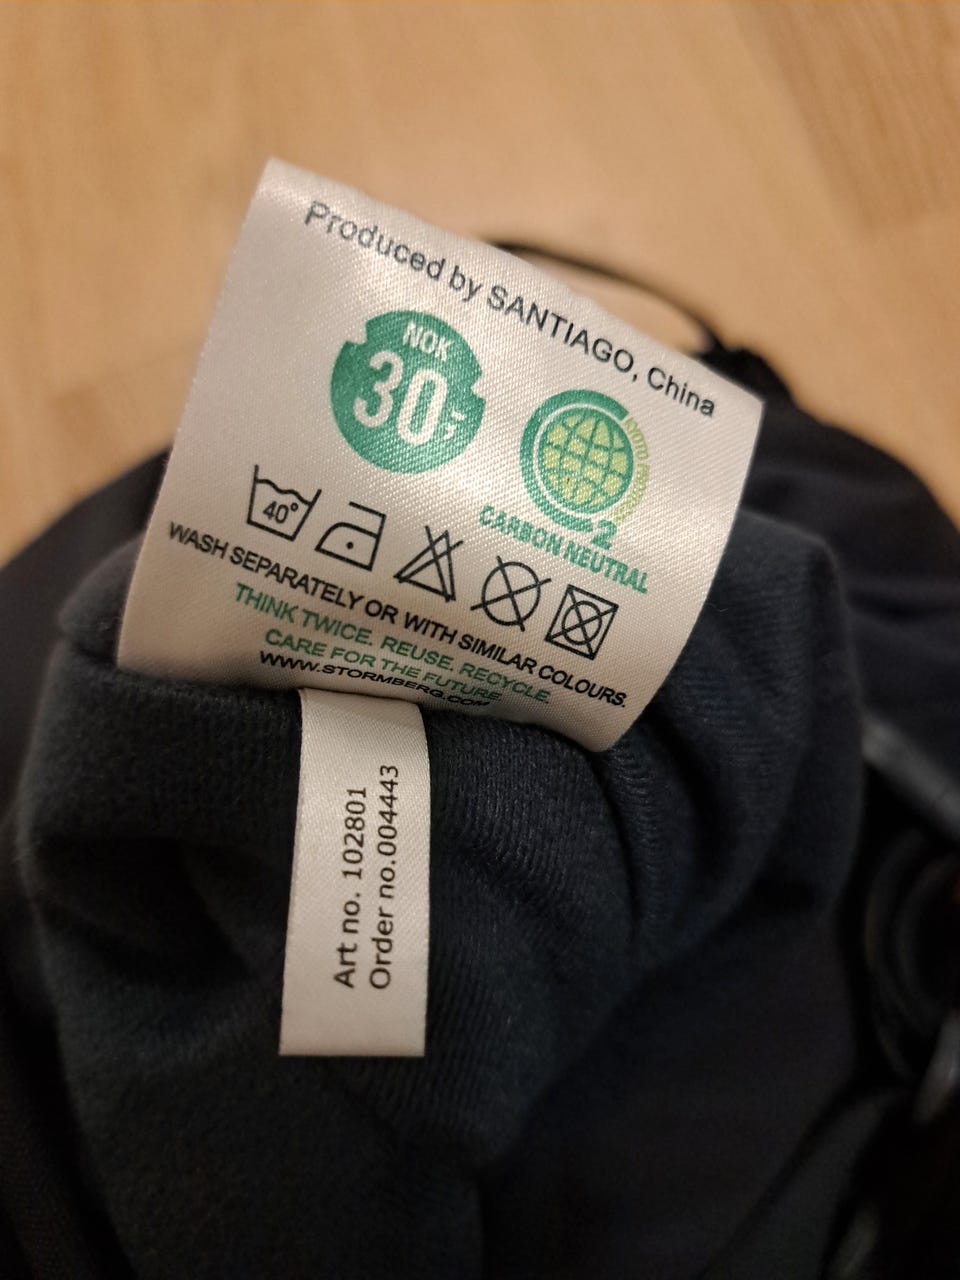 Produced by SANTIAGO, China
NOK
30,-
2
CARBON NEUTRAL
40°
WASH SEPARATELY OR WITH SIMILAR COLOURS.
THINK TWICE. REUSE. RECYCLE.
CARE FOR THE FUTURE
WWW.STORMBERG.COM
Art no. 102801
Order no.004443